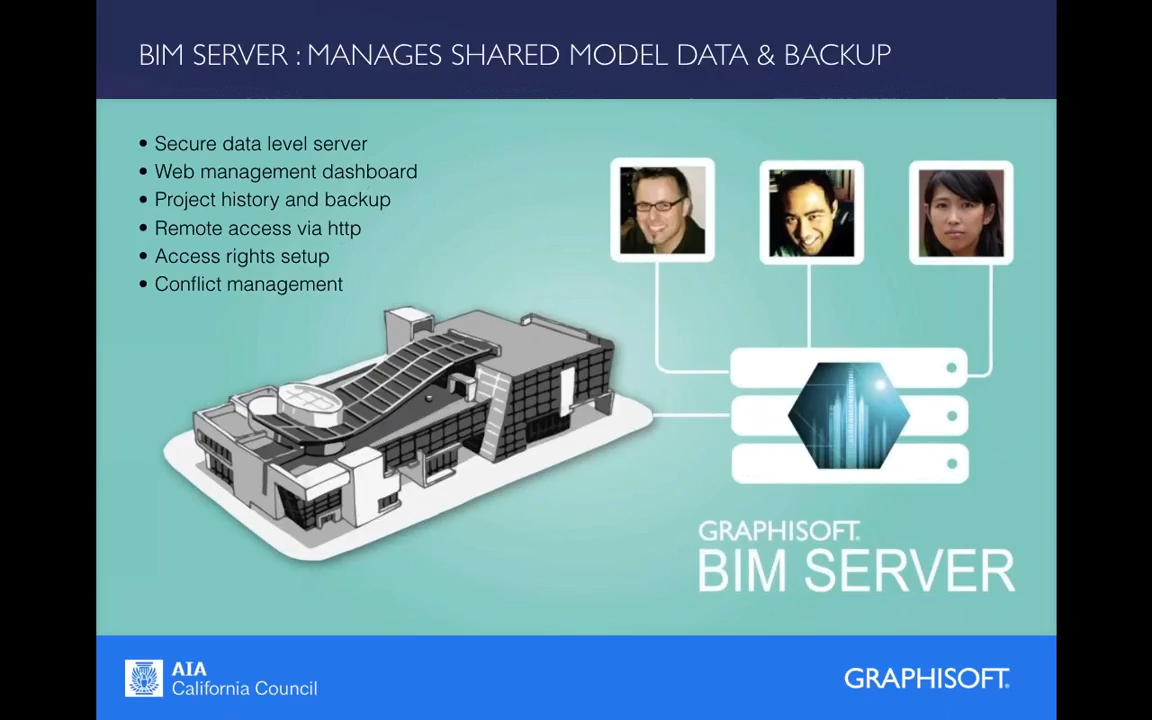 BIM SERVER : MANAGES SHARED MODEL DATA & BACKUP
• Secure data level server
• Web management dashboard
• Project history and backup
• Remote access via http
• Access rights setup
• Conflict management
GRAPHISOFT.
BIM SERVER
AIA
California Council
GRAPHISOFT.